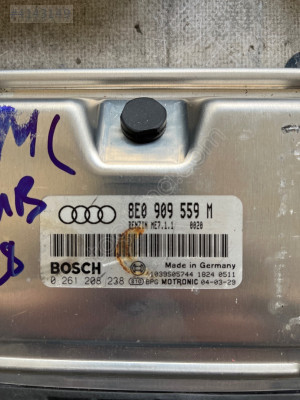 8E0 909 559 M
BENZIN ME7.1.1 0020
BOSCH
Made in Germany
0 261 208 238
1039S05744 1824 0511
BPG MOTRONIC 04-03-29